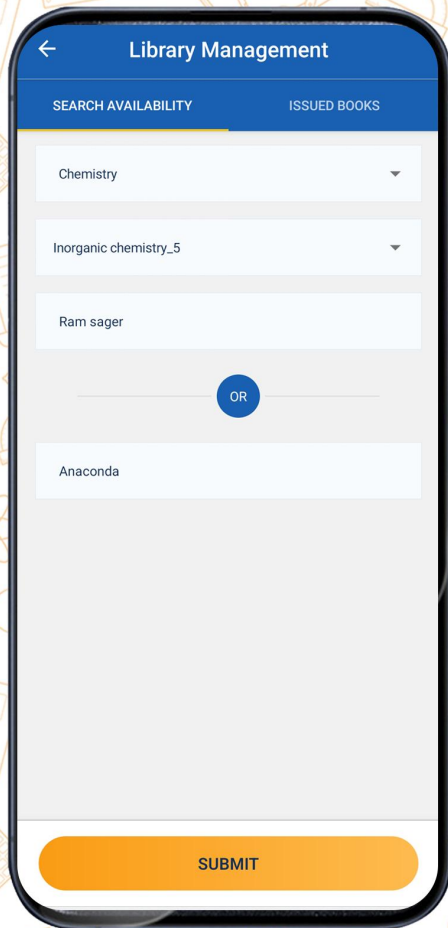 Library Management
SEARCH AVAILABILITY ISSUED BOOKS
Chemistry
Inorganic chemistry_5
Ram sager
OR
Anaconda
SUBMIT